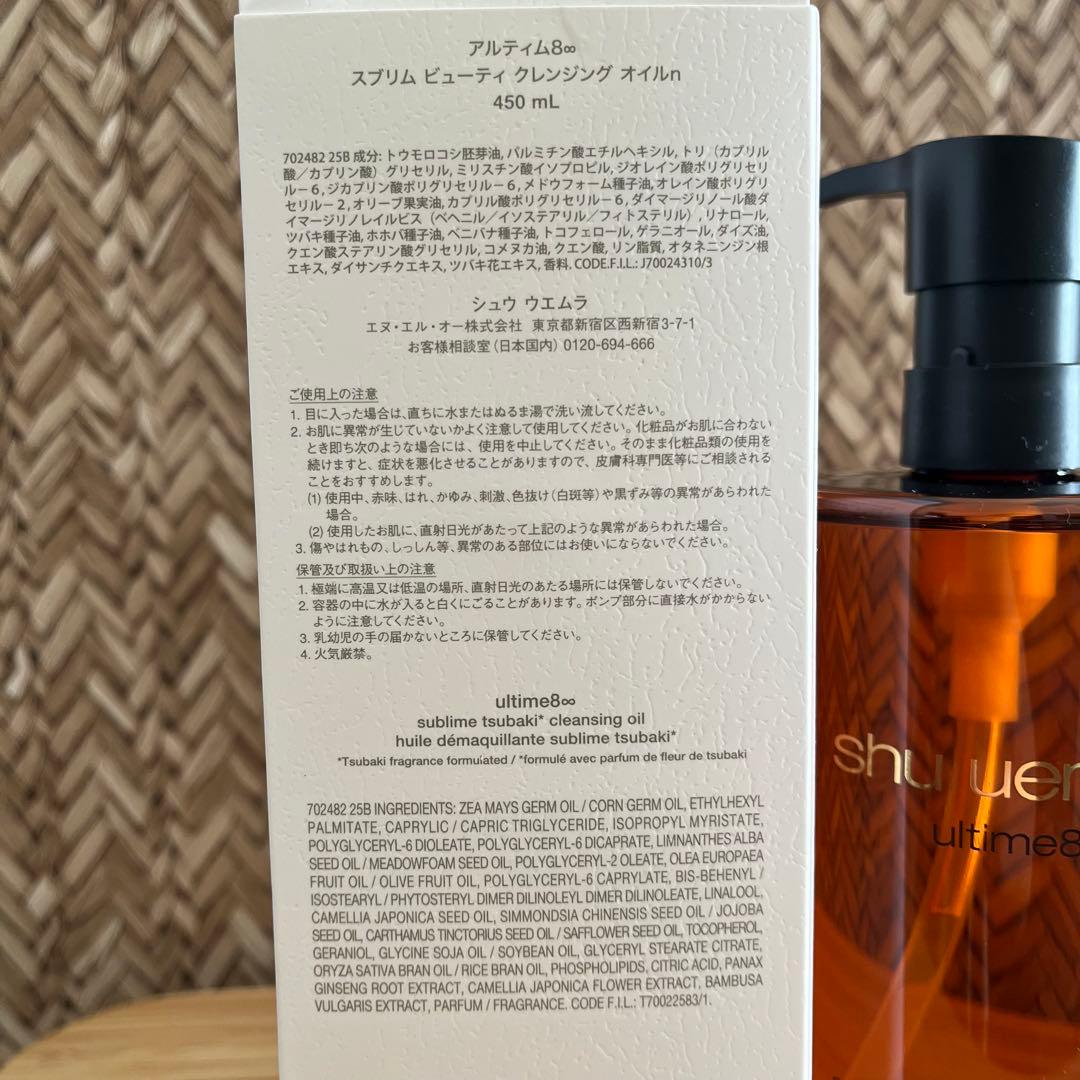 アルティム8∞
スブリム ビューティ クレンジング オイルn
450 mL
702482 25B 成分: トウモロコシ胚芽油, パルミチン酸エチルヘキシル, トリ（カプリル
酸／カプリン酸）グリセリル, ミリスチン酸イソプロピル, ジオレイン酸ポリグリセリ
ル－6, ジカプリン酸ポリグリセリル－6, メドウフォーム種子油, オレイン酸ポリグリ
セリル－2, オリーブ果実油, カプリル酸ポリグリセリル－6, ダイマージリノール酸ダ
イマージリノレイルビス（ベヘニル／イソステアリル／フィトステリル）, リナロール,
ツバキ種子油, ホホバ種子油, ベニバナ種子油, トコフェロール, ゲラニオール, ダイズ油,
クエン酸ステアリン酸グリセリル, コメヌカ油, クエン酸, リン脂質, オタネニンジン根
エキス, ダイサンチクエキス, ツバキ花エキス, 香料. CODE.F.I.L.: J70024310/3
シュウ ウエムラ
エヌ・エル・オー株式会社 東京都新宿区西新宿3-7-1
お客様相談室（日本国内）0120-694-666
ご使用上の注意
1. 目に入った場合は、直ちに水またはぬるま湯で洗い流してください。
2. お肌に異常が生じていないかよく注意して使用してください。化粧品がお肌に合わない
とき即ち次のような場合には、使用を中止してください。そのまま化粧品類の使用を
続けますと、症状を悪化させることがありますので、皮膚科専門医等にご相談される
ことをおすすめします。
(1) 使用中、赤味、はれ、かゆみ、刺激、色抜け（白斑等）や黒ずみ等の異常があらわれた
場合。
(2) 使用したお肌に、直射日光があたって上記のような異常があらわれた場合。
3. 傷やはれもの、しっしん等、異常のある部位にはお使いにならないでください。
保管及び取扱い上の注意
1. 極端に高温又は低温の場所、直射日光のあたる場所には保管しないでください。
2. 容器の中に水が入ると白くにごることがあります。ポンプ部分に直接水がかからない
ように注意してください。
3. 乳幼児の手の届かないところに保管してください。
4. 火気厳禁。
ultime8∞
sublime tsubaki* cleansing oil
huile démaquillante sublime tsubaki*
*Tsubaki fragrance formulated / *formulé avec parfum de fleur de tsubaki
702482 25B INGREDIENTS: ZEA MAYS GERM OIL / CORN GERM OIL, ETHYLHEXYL
PALMITATE, CAPRYLIC / CAPRIC TRIGLYCERIDE, ISOPROPYL MYRISTATE,
POLYGLYCERYL-6 DIOLEATE, POLYGLYCERYL-6 DICAPRATE, LIMNANTHES ALBA
SEED OIL / MEADOWFOAM SEED OIL, POLYGLYCERYL-2 OLEATE, OLEA EUROPAEA
FRUIT OIL / OLIVE FRUIT OIL, POLYGLYCERYL-6 CAPRYLATE, BIS-BEHENYL /
ISOSTEARYL / PHYTOSTERYL DIMER DILINOLEYL DIMER DILINOLEATE, LINALOOL,
CAMELLIA JAPONICA SEED OIL, SIMMONDSIA CHINENSIS SEED OIL / JOJOBA
SEED OIL, CARTHAMUS TINCTORIUS SEED OIL / SAFFLOWER SEED OIL, TOCOPHEROL,
GERANIOL, GLYCINE SOJA OIL / SOYBEAN OIL, GLYCERYL STEARATE CITRATE,
ORYZA SATIVA BRAN OIL / RICE BRAN OIL, PHOSPHOLIPIDS, CITRIC ACID, PANAX
GINSENG ROOT EXTRACT, CAMELLIA JAPONICA FLOWER EXTRACT, BAMBUSA
VULGARIS EXTRACT, PARFUM / FRAGRANCE. CODE F.I.L.: T70022583/1.
shu uem
ultime8